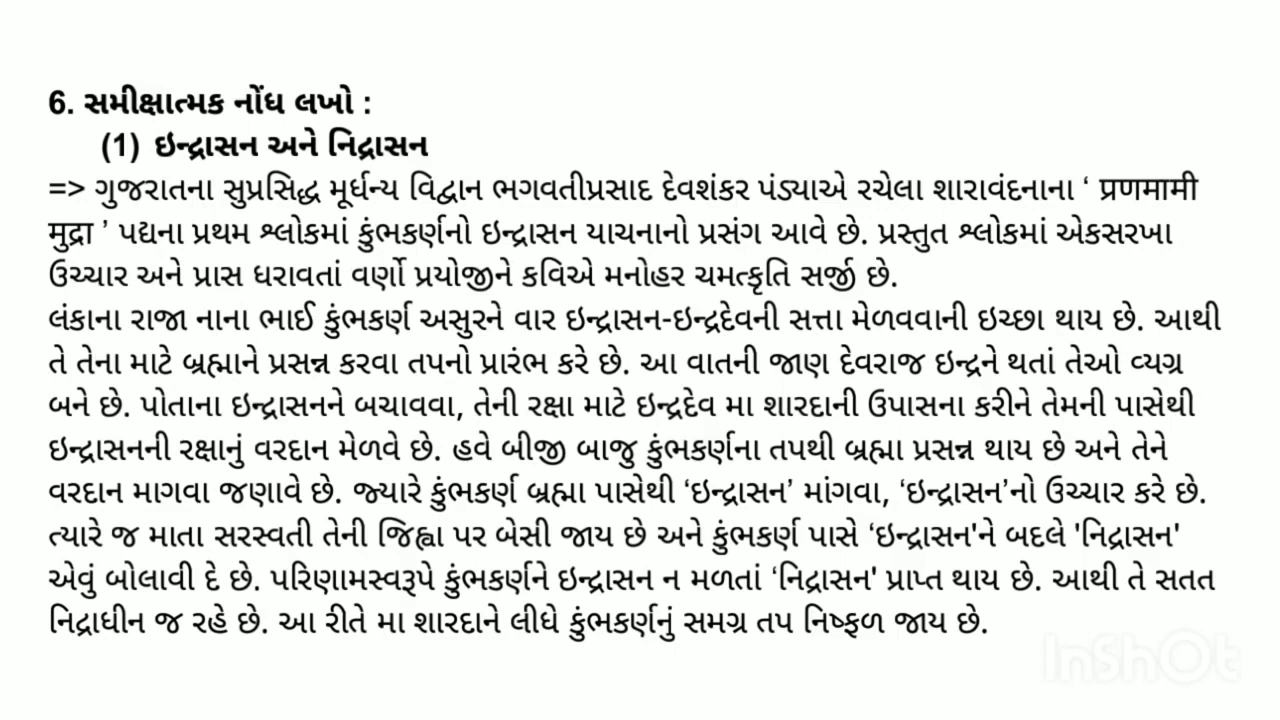 6. સમીક્ષાત્મક નોંધ લખો :
(1) ઇન્દ્રાસન અને નિદ્રાસન
=> ગુજરાતના સુપ્રસિદ્ધ મૂર્ધન્ય વિદ્વાન ભગવતીપ્રસાદ દેવશંકર પંડ્યાએ રચેલા શારાવંદનાના ‘ प्रणमामी
मुद्रा ’ પદ્યના પ્રથમ શ્લોકમાં કુંભકર્ણનો ઇન્દ્રાસન યાચનાનો પ્રસંગ આવે છે. પ્રસ્તુત શ્લોકમાં એકસરખા
ઉચ્ચાર અને પ્રાસ ધરાવતાં વર્ણો પ્રયોજીને કવિએ મનોહર ચમત્કૃતિ સર્જી છે.
લંકાના રાજા નાના ભાઈ કુંભકર્ણ અસુરને વાર ઇન્દ્રાસન-ઇન્દ્રદેવની સત્તા મેળવવાની ઇચ્છા થાય છે. આથી
તે તેના માટે બ્રહ્માને પ્રસન્ન કરવા તપનો પ્રારંભ કરે છે. આ વાતની જાણ દેવરાજ ઇન્દ્રને થતાં તેઓ વ્યગ્ર
બને છે. પોતાના ઇન્દ્રાસનને બચાવવા, તેની રક્ષા માટે ઇન્દ્રદેવ મા શારદાની ઉપાસના કરીને તેમની પાસેથી
ઇન્દ્રાસનની રક્ષાનું વરદાન મેળવે છે. હવે બીજી બાજુ કુંભકર્ણના તપથી બ્રહ્મા પ્રસન્ન થાય છે અને તેને
વરદાન માગવા જણાવે છે. જ્યારે કુંભકર્ણ બ્રહ્મા પાસેથી ‘ઇન્દ્રાસન’ માંગવા, ‘ઇન્દ્રાસન’નો ઉચ્ચાર કરે છે.
ત્યારે જ માતા સરસ્વતી તેની જિહ્વા પર બેસી જાય છે અને કુંભકર્ણ પાસે ‘ઇન્દ્રાસન'ને બદલે 'નિદ્રાસન'
એવું બોલાવી દે છે. પરિણામસ્વરૂપે કુંભકર્ણને ઇન્દ્રાસન ન મળતાં ‘નિદ્રાસન' પ્રાપ્ત થાય છે. આથી તે સતત
નિદ્રાધીન જ રહે છે. આ રીતે મા શારદાને લીધે કુંભકર્ણનું સમગ્ર તપ નિષ્ફળ જાય છે.
InShOt